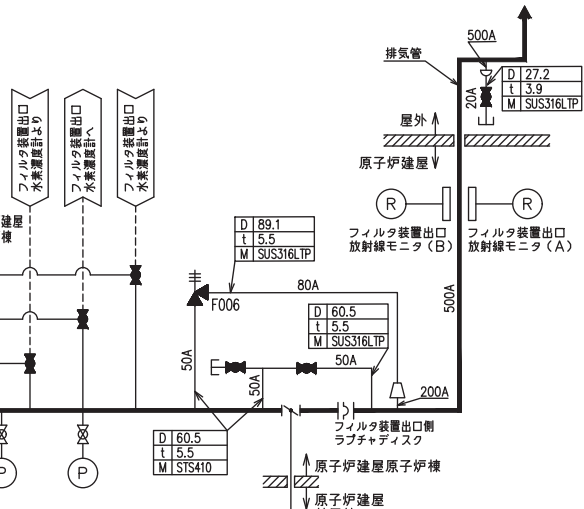 500A
排気管
D 27.2
t 3.9
M SUS316LTP
20A
フィルタ装置出口
水素濃度計より
フィルタ装置出口
水素濃度計へ
フィルタ装置出口
水素濃度計より
屋外
原子炉建屋
R
R
建屋
棟
フィルタ装置出口
放射線モニタ(B)
フィルタ装置出口
放射線モニタ(A)
D 89.1
t 5.5
M SUS316LTP
80A
F006
500A
D 60.5
t 5.5
M SUS316LTP
50A
50A
50A
200A
フィルタ装置出口側
ラプチャディスク
D 60.5
t 5.5
M STS410
P
P
原子炉建屋原子炉棟
原子炉建屋